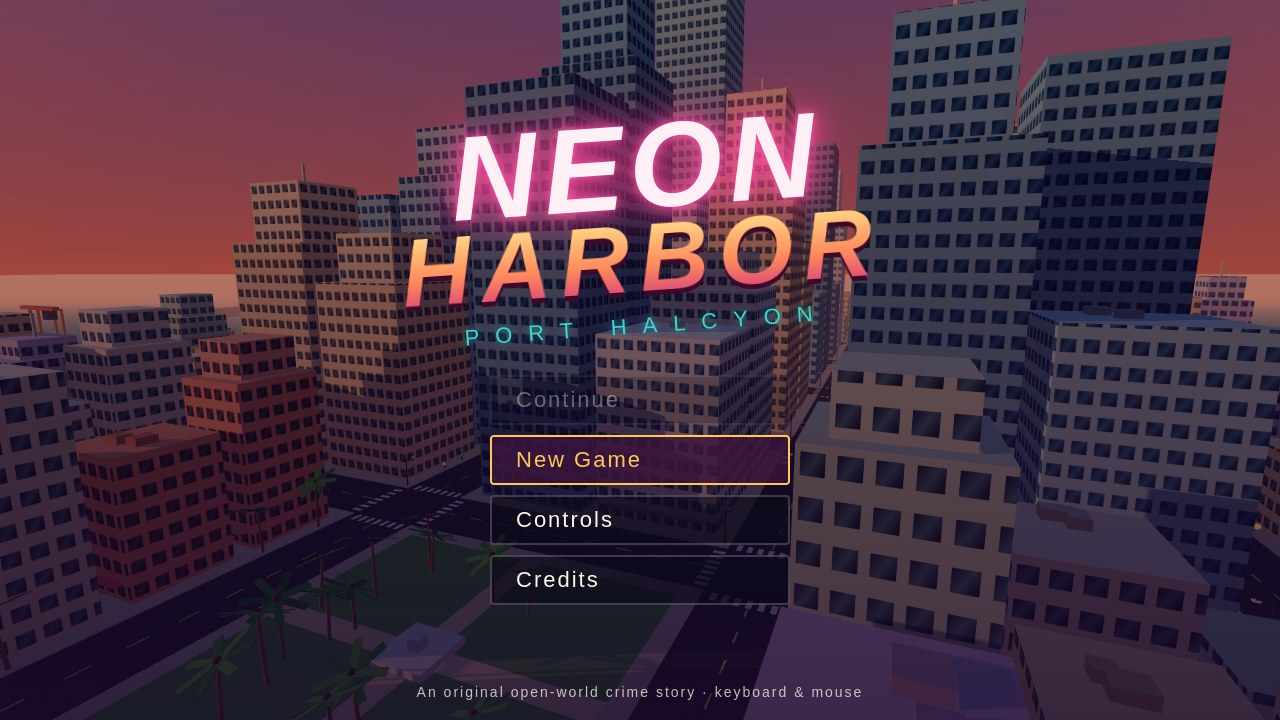 NEON
HARBOR
PORT HALCYON
Continue
New Game
Controls
Credits
An original open-world crime story · keyboard & mouse